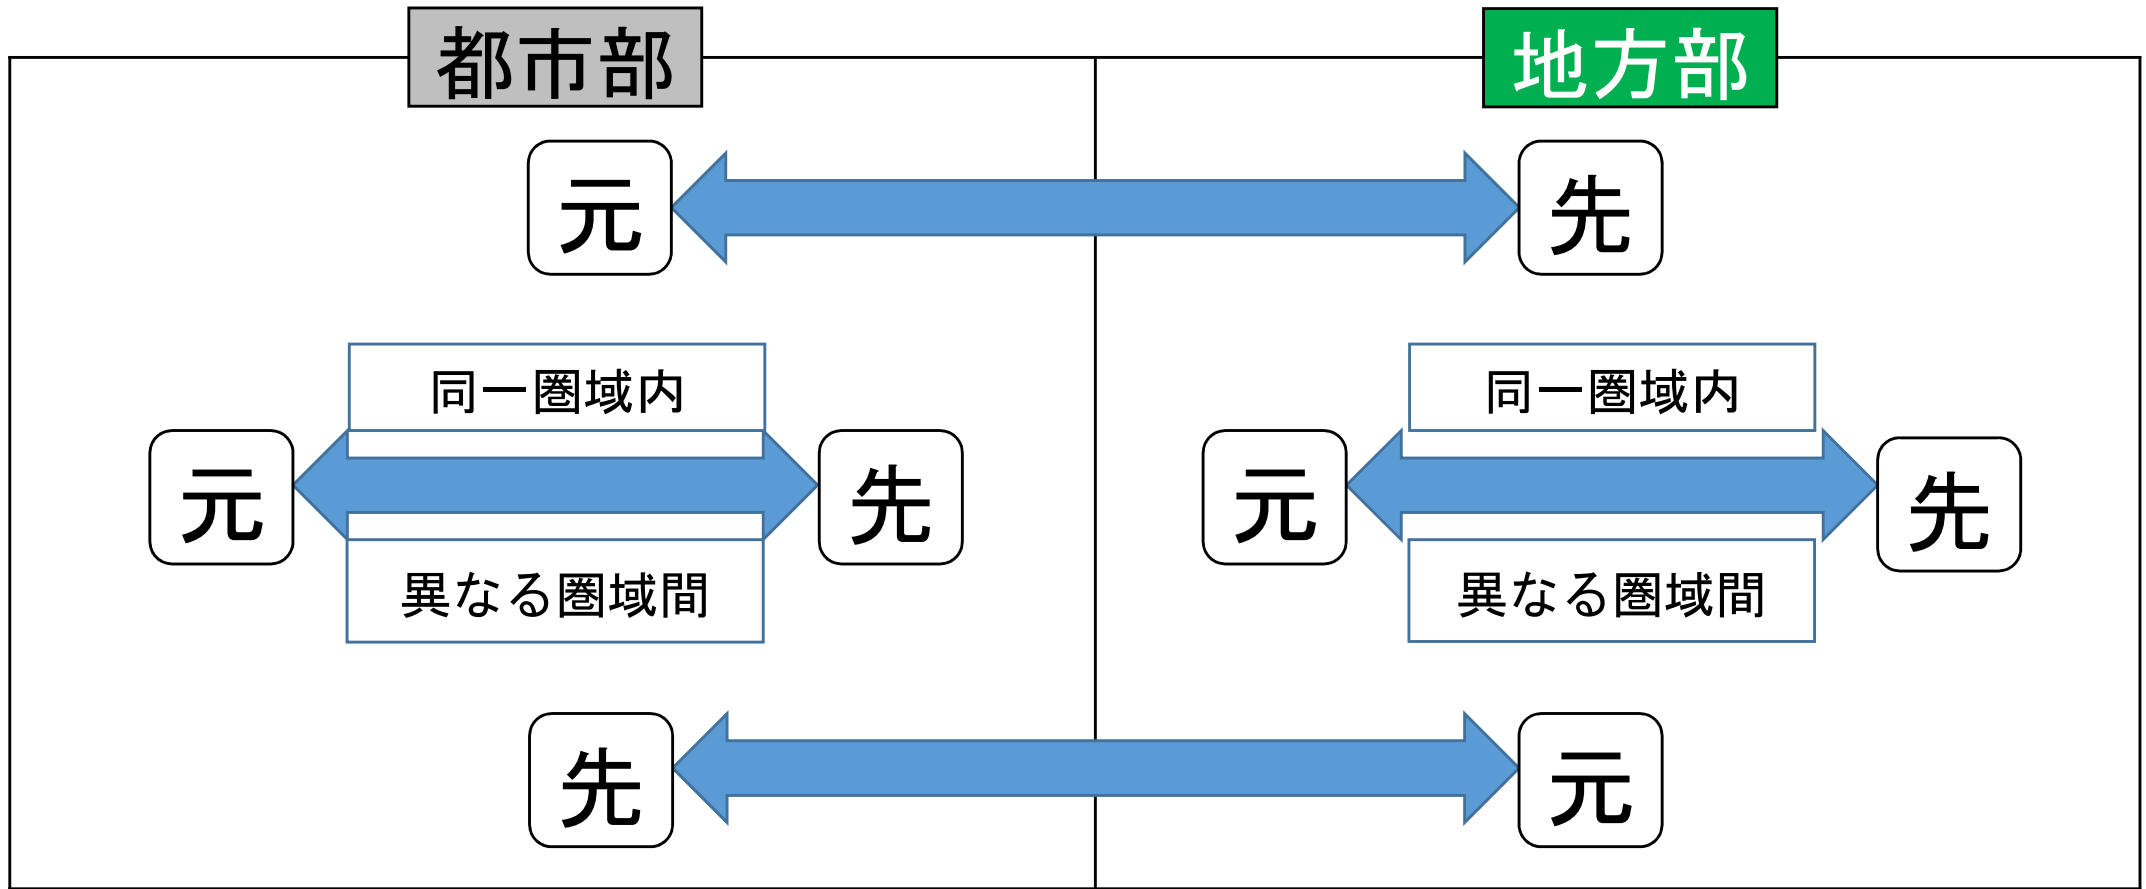 都市部
地方部
元
先
同一圏域内
同一圏域内
元
先
元
先
異なる圏域間
異なる圏域間
先
元